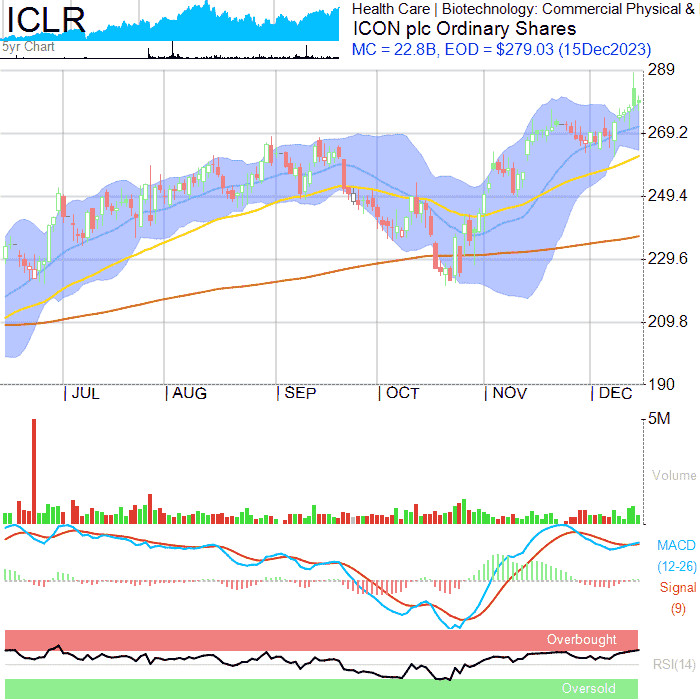 ICLR
5yr Chart
Health Care | Biotechnology: Commercial Physical &
ICON plc Ordinary Shares
MC = 22.8B, EOD = $279.03 (15Dec2023)
289
269.2
249.4
229.6
209.8
190
| JUL | AUG | SEP | OCT | NOV | DEC
5M
Volume
MACD
(12-26)
Signal
(9)
Overbought
RSI(14)
Oversold